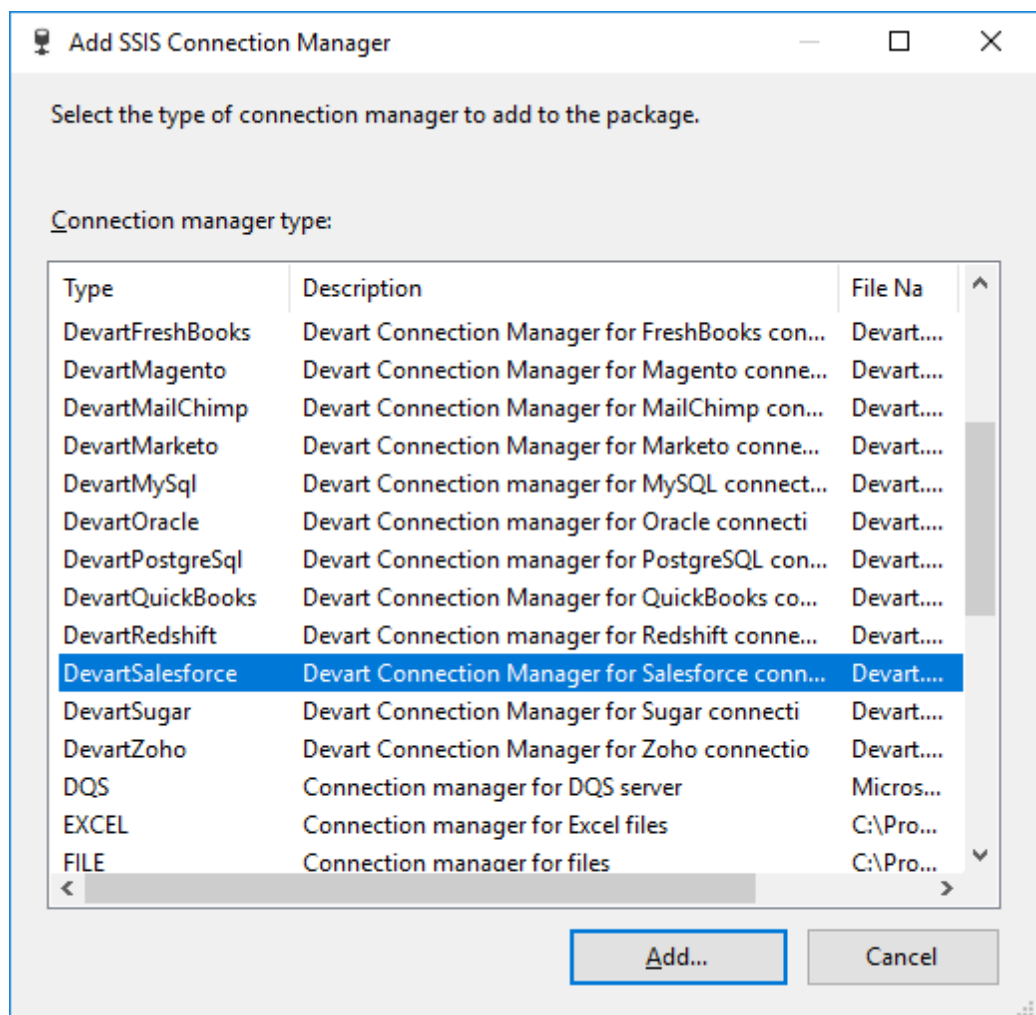 Add SSIS Connection Manager
Select the type of connection manager to add to the package.
Connection manager type:
Type Description File Na
DevartFreshBooks Devart Connection Manager for FreshBooks con... Devart....
DevartMagento Devart Connection Manager for Magento conne... Devart....
DevartMailChimp Devart Connection Manager for MailChimp con... Devart....
DevartMarketo Devart Connection Manager for Marketo conne... Devart....
DevartMySql Devart Connection manager for MySQL connect... Devart....
DevartOracle Devart Connection manager for Oracle connecti Devart....
DevartPostgreSql Devart Connection manager for PostgreSQL con... Devart....
DevartQuickBooks Devart Connection Manager for QuickBooks co... Devart....
DevartRedshift Devart Connection Manager for Redshift conne... Devart....
DevartSalesforce Devart Connection Manager for Salesforce conn... Devart....
DevartSugar Devart Connection Manager for Sugar connecti Devart....
DevartZoho Devart Connection Manager for Zoho connectio Devart....
DQS Connection manager for DQS server Micros...
EXCEL Connection manager for Excel files C:\Pro...
FILE Connection manager for files C:\Pro...
Add... Cancel